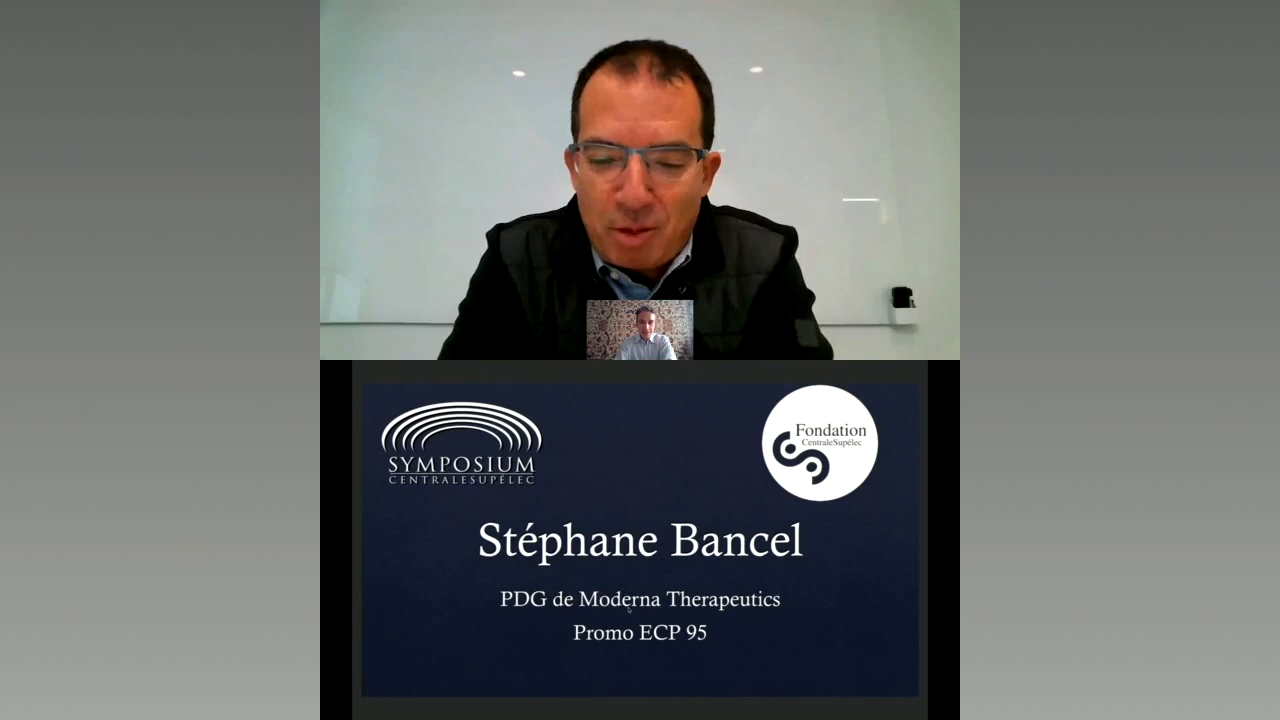 SYMPOSIUM
CENTRALESUPÉLEC
Fondation
CentraleSupélec
Stéphane Bancel
PDG de Moderna Therapeutics
Promo ECP 95